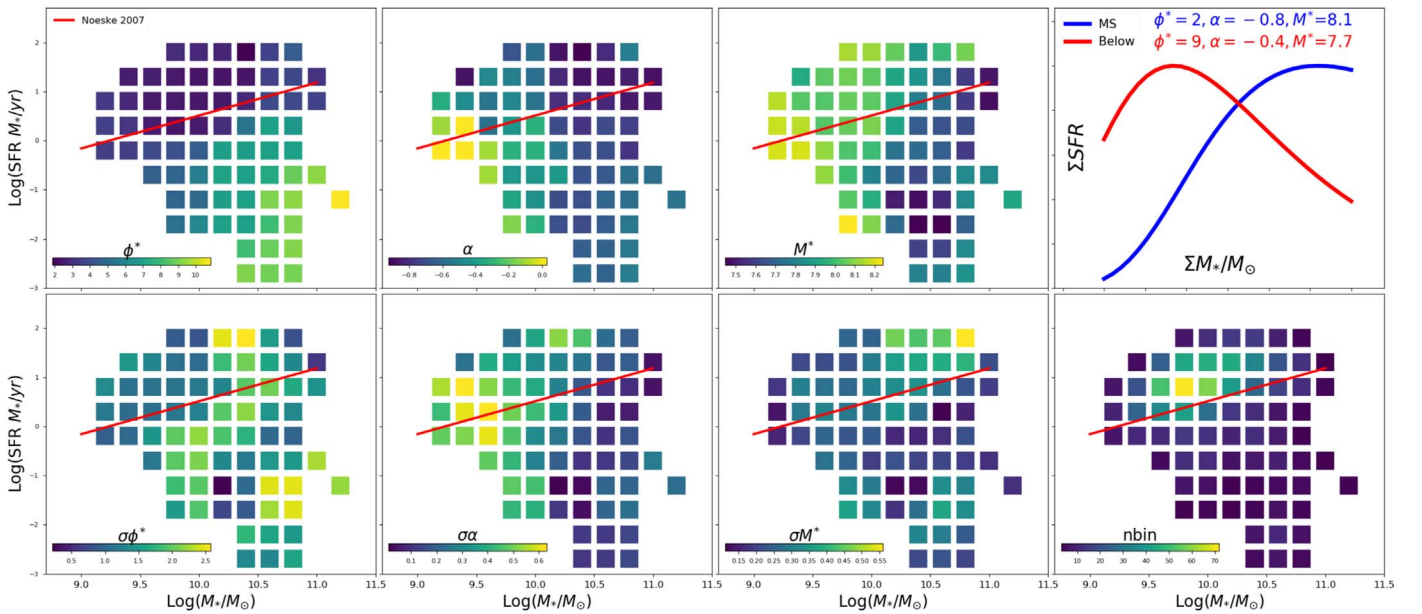 Noeske 2007
Log(SFR M*/yr)
2
1
0
−1
−2
−3
ϕ*
2 3 4 5 6 7 8 9 10
α
−0.8 −0.6 −0.4 −0.2 0.0
M*
7.5 7.6 7.7 7.8 7.9 8.0 8.1 8.2
MS ϕ* = 2, α = −0.8, M*=8.1
Below ϕ* = 9, α = −0.4, M*=7.7
ΣSFR
ΣM*/M⊙
Log(SFR M*/yr)
2
1
0
−1
−2
−3
σϕ*
0.5 1.0 1.5 2.0 2.5
σα
0.1 0.2 0.3 0.4 0.5 0.6
σM*
0.15 0.20 0.25 0.30 0.35 0.40 0.45 0.50 0.55
nbin
10 20 30 40 50 60 70
9.0 9.5 10.0 10.5 11.0 11.5
9.0 9.5 10.0 10.5 11.0 11.5
9.0 9.5 10.0 10.5 11.0 11.5
9.0 9.5 10.0 10.5 11.0 11.5
Log(M*/M⊙)
Log(M*/M⊙)
Log(M*/M⊙)
Log(M*/M⊙)